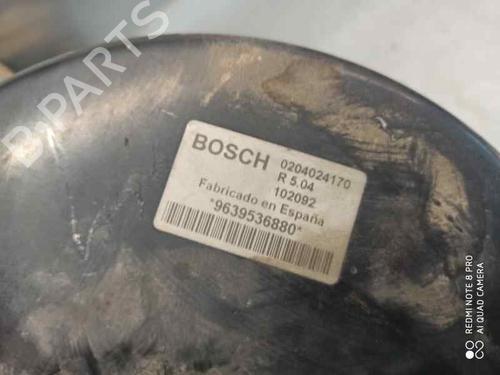 B-PARTS
BOSCH 0204024170
R 5.04
102092
Fabricado en España
*9639536880*
REDMI NOTE 8 PRO
AI QUAD CAMERA